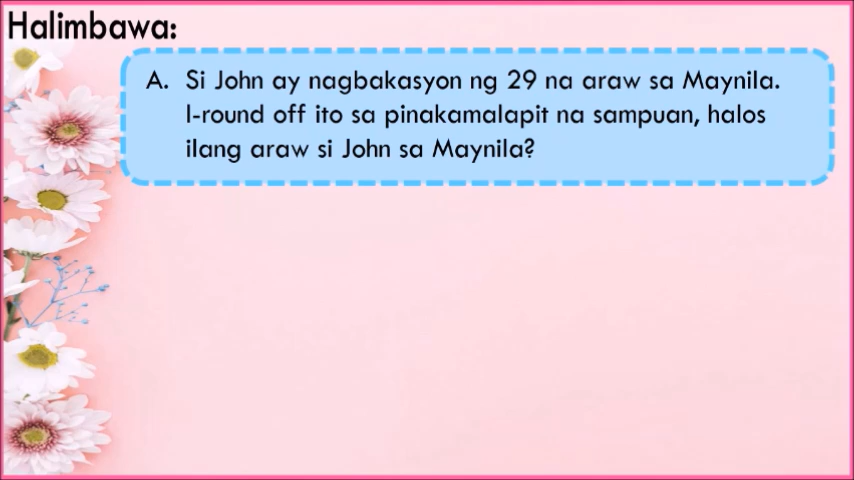 Halimbawa:
A. Si John ay nagbakasyon ng 29 na araw sa Maynila.
I-round off ito sa pinakamalapit na sampuan, halos
ilang araw si John sa Maynila?